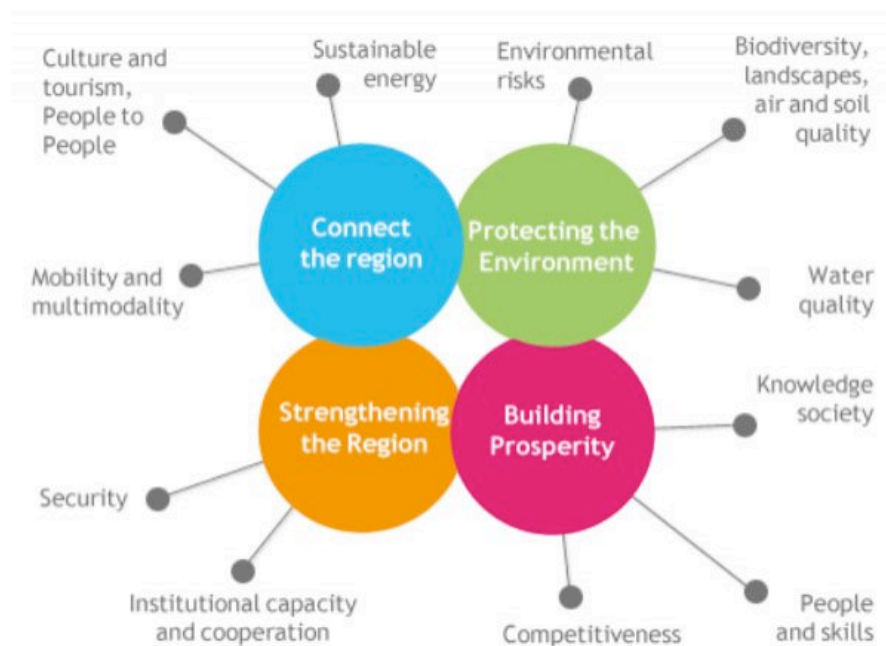 Culture and
tourism,
People to
People
Sustainable
energy
Environmental
risks
Biodiversity,
landscapes,
air and soil
quality
Connect
the region
Protecting the
Environment
Mobility and
multimodality
Water
quality
Strengthening
the Region
Building
Prosperity
Knowledge
society
Security
Institutional capacity
and cooperation
Competitiveness
People
and skills